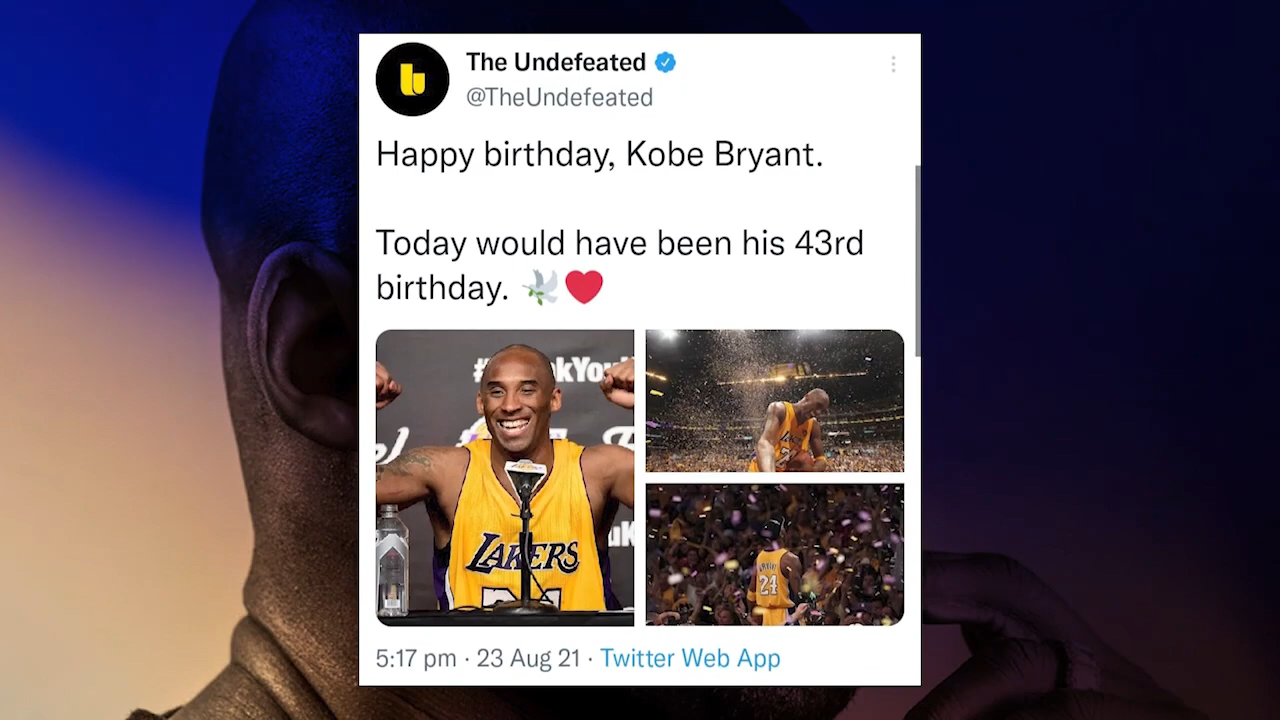 The Undefeated
@TheUndefeated
Happy birthday, Kobe Bryant.
Today would have been his 43rd
birthday. 🕊️❤️
LAKERS
24
5:17 pm · 23 Aug 21 · Twitter Web App